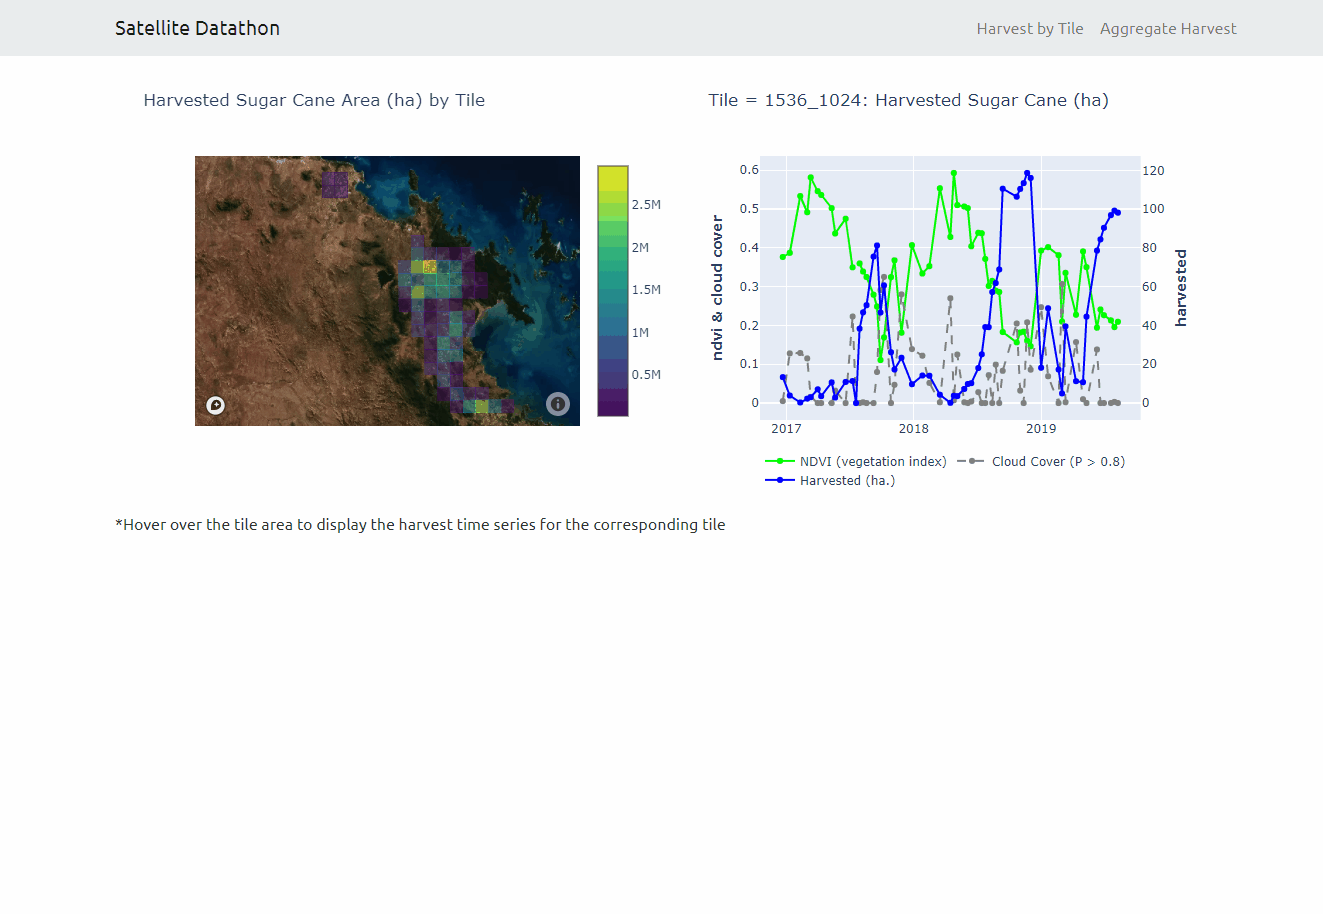 Satellite Datathon
Harvest by Tile Aggregate Harvest
Harvested Sugar Cane Area (ha) by Tile
2.5M
2M
1.5M
1M
0.5M
Tile = 1536_1024: Harvested Sugar Cane (ha)
ndvi & cloud cover
0.6
0.5
0.4
0.3
0.2
0.1
0
120
100
80
60
40
20
0
harvested
2017 2018 2019
NDVI (vegetation index) Cloud Cover (P > 0.8)
Harvested (ha.)
*Hover over the tile area to display the harvest time series for the corresponding tile